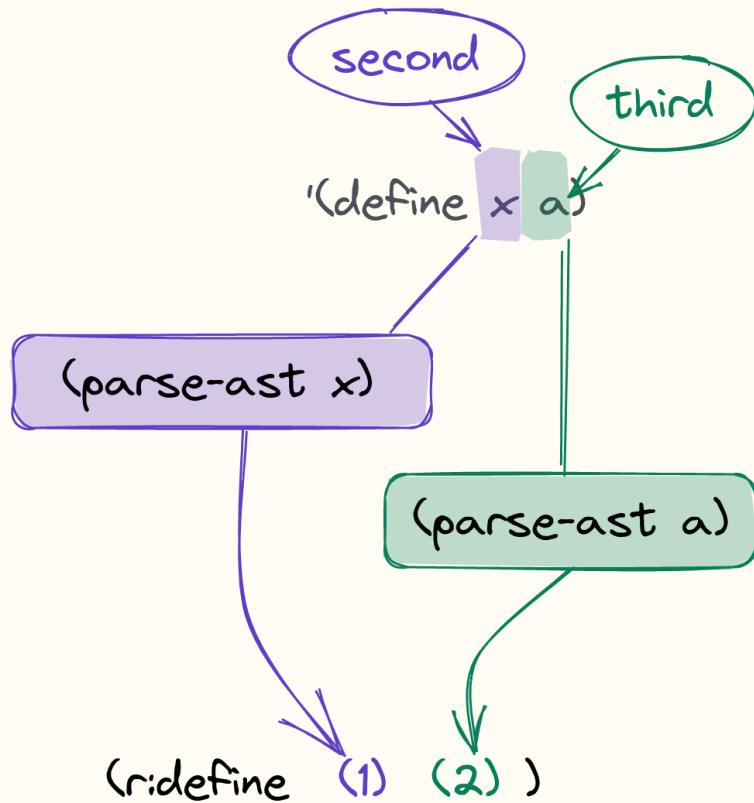 second
third
'(define x a)
(parse-ast x)
(parse-ast a)
(r:define (1) (2) )